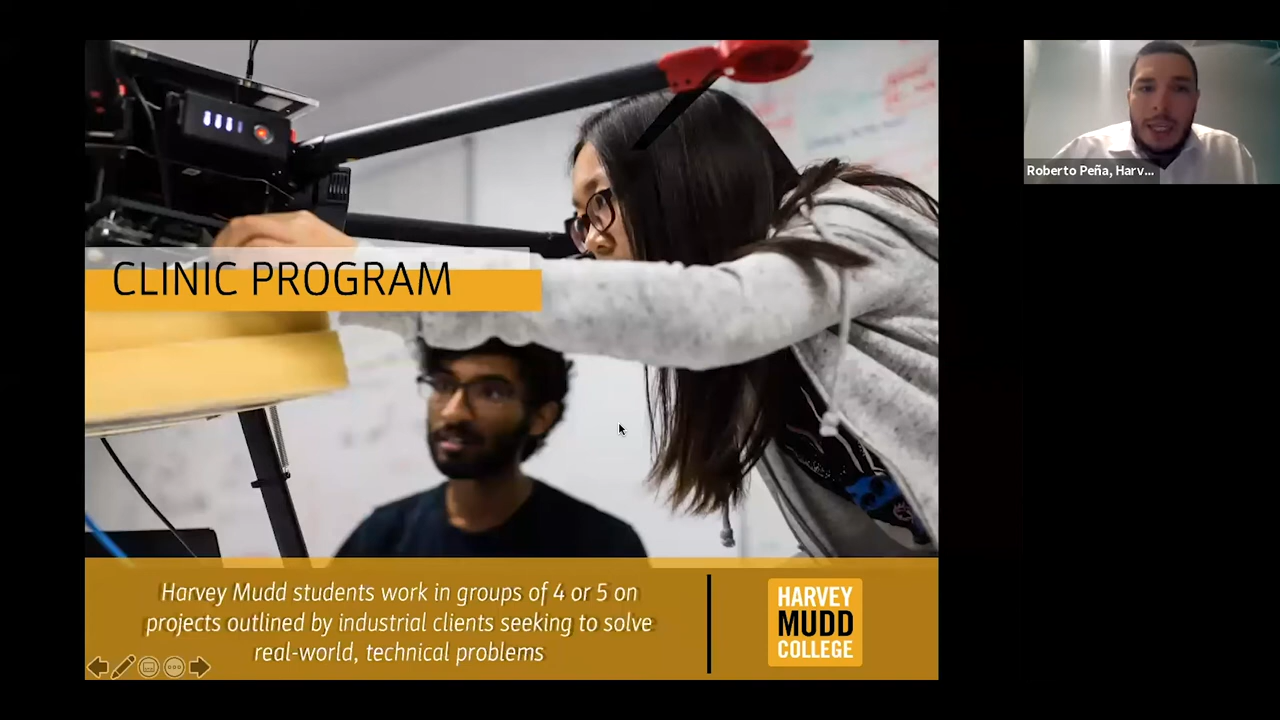 CLINIC PROGRAM
Harvey Mudd students work in groups of 4 or 5 on
projects outlined by industrial clients seeking to solve
real-world, technical problems
HARVEY
MUDD
COLLEGE
Roberto Peña, Harv...